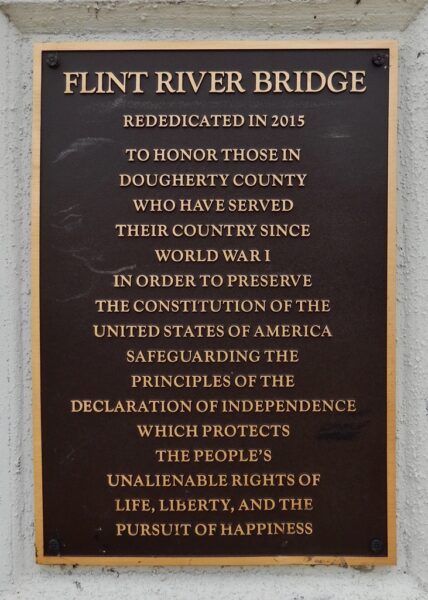 FLINT RIVER BRIDGE
REDEDICATED IN 2015
TO HONOR THOSE IN
DOUGHERTY COUNTY
WHO HAVE SERVED
THEIR COUNTRY SINCE
WORLD WAR I
IN ORDER TO PRESERVE
THE CONSTITUTION OF THE
UNITED STATES OF AMERICA
SAFEGUARDING THE
PRINCIPLES OF THE
DECLARATION OF INDEPENDENCE
WHICH PROTECTS
THE PEOPLE'S
UNALIENABLE RIGHTS OF
LIFE, LIBERTY, AND THE
PURSUIT OF HAPPINESS